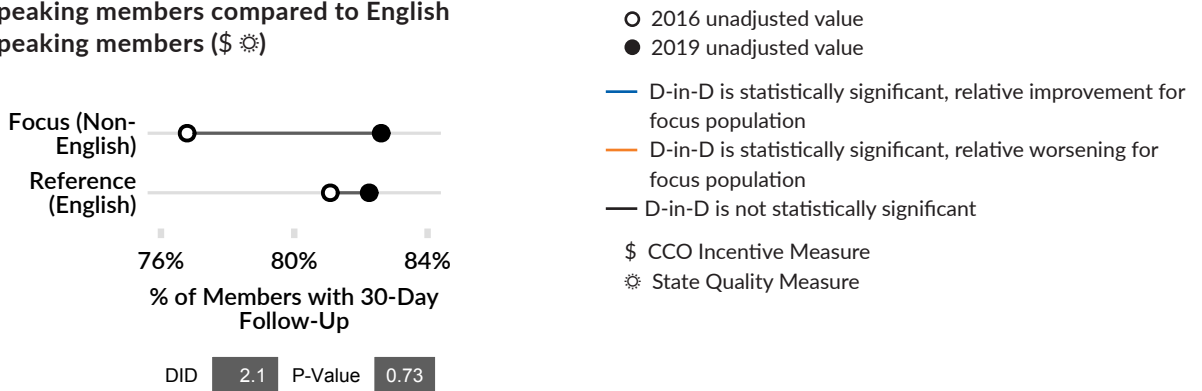 peaking members compared to English
peaking members ($ ☼)
Focus (Non-
English)
Reference
(English)
76%
80%
84%
% of Members with 30-Day
Follow-Up
DID 2.1 P-Value 0.73
2016 unadjusted value
2019 unadjusted value
D-in-D is statistically significant, relative improvement for
focus population
D-in-D is statistically significant, relative worsening for
focus population
D-in-D is not statistically significant
$ CCO Incentive Measure
☼ State Quality Measure